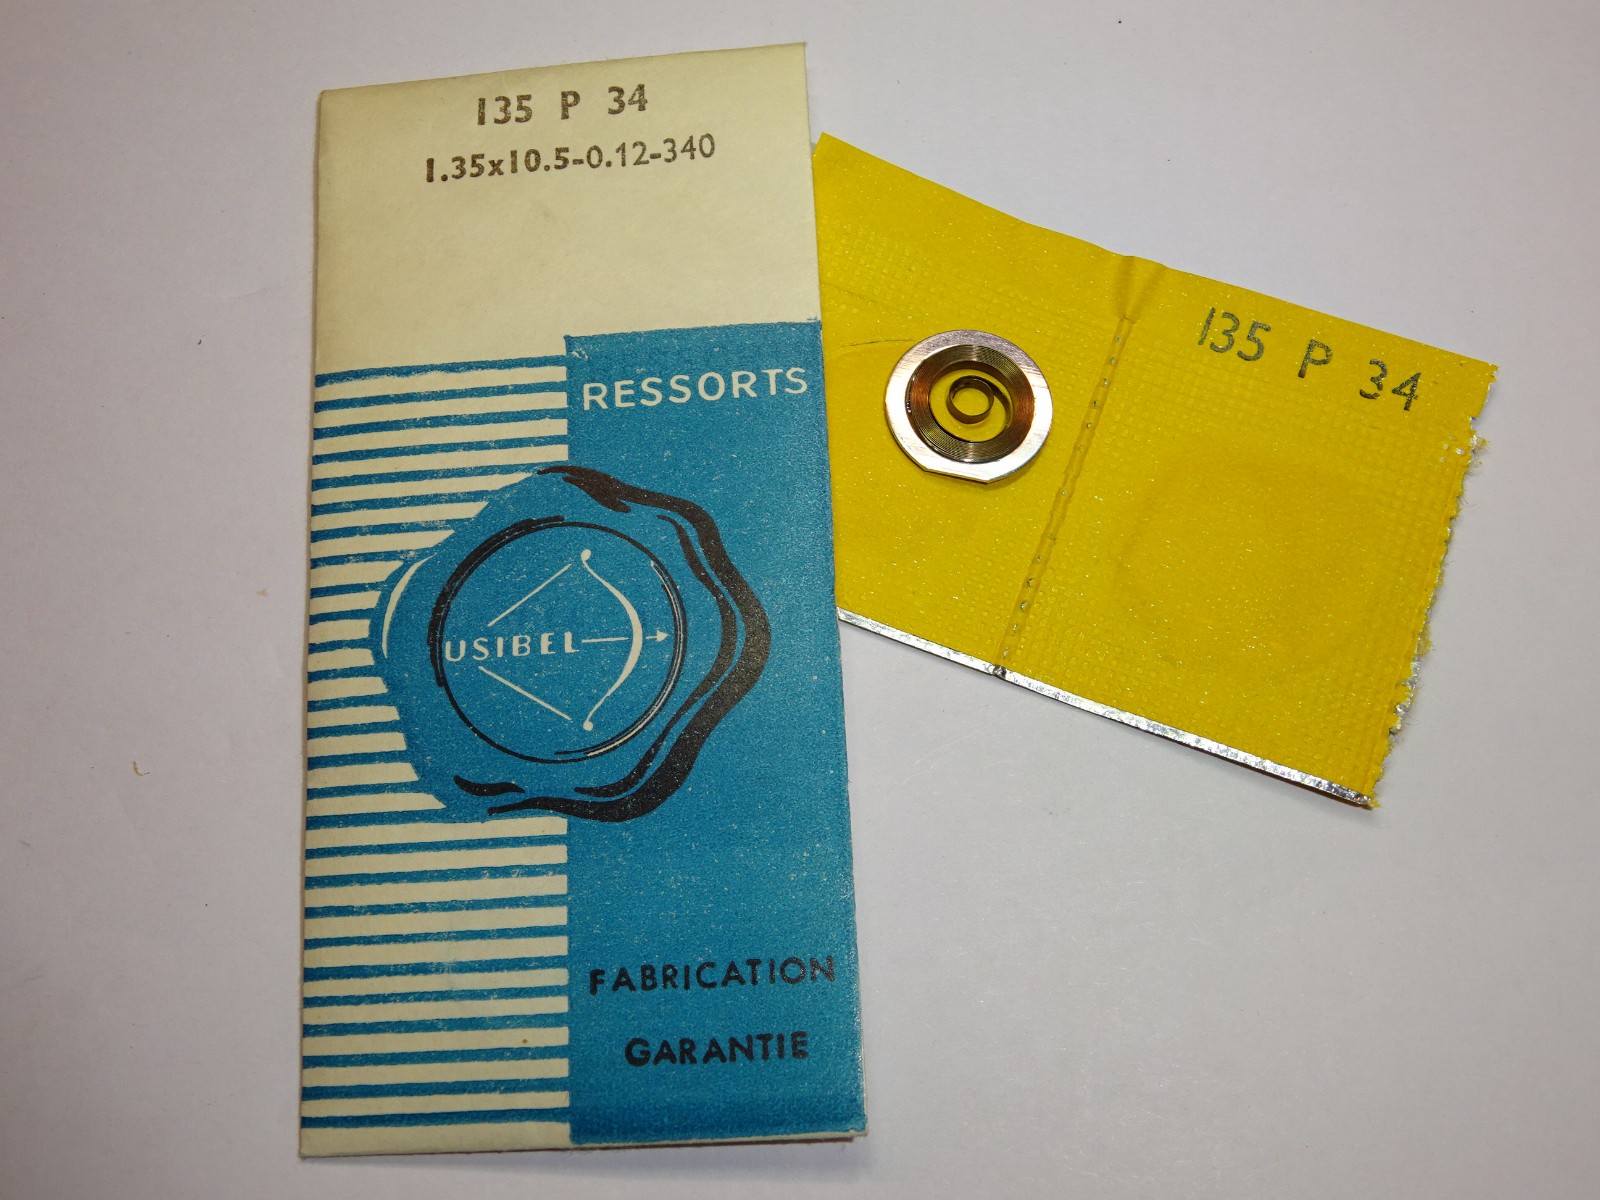 135 P 34
1.35x10.5-0.12-340
RESSORTS
USIBEL
FABRICATION
GARANTIE
135 P 34